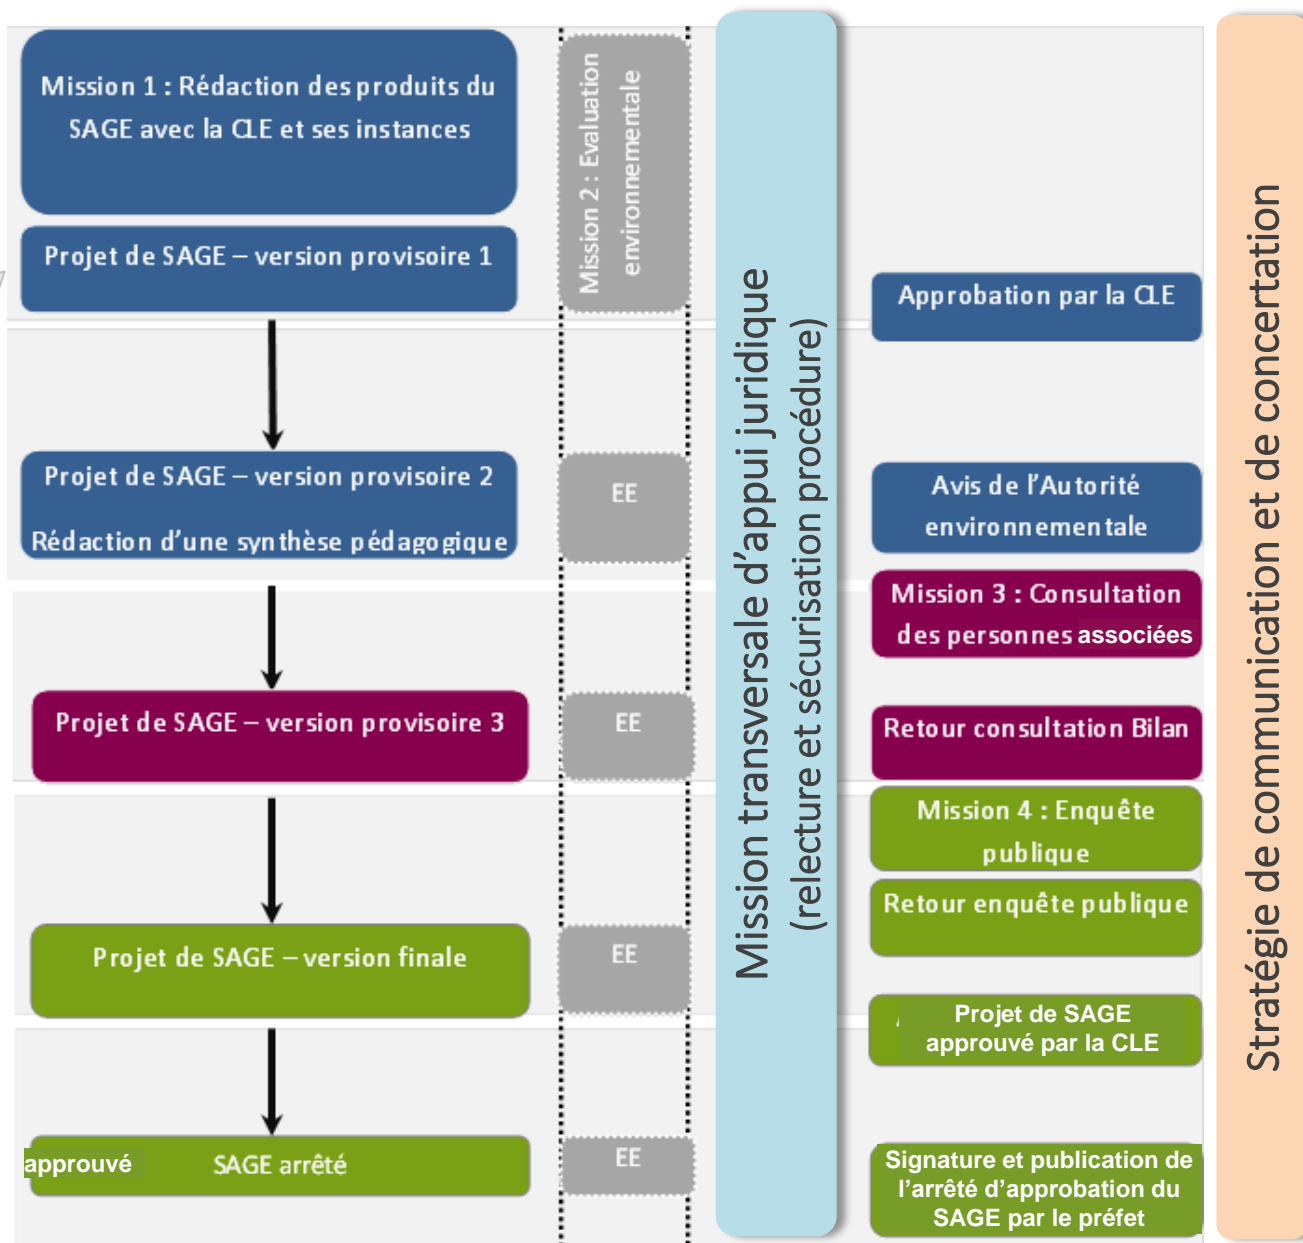 Mission 1 : Rédaction des produits du
SAGE avec la CLE et ses instances
Projet de SAGE – version provisoire 1
Mission 2 : Evaluation
environnementale
Approbation par la CLE
Projet de SAGE – version provisoire 2
Rédaction d'une synthèse pédagogique
EE
Avis de l'Autorité
environnementale
Mission 3 : Consultation
des personnes associées
Projet de SAGE – version provisoire 3
EE
Retour consultation Bilan
Mission 4 : Enquête
publique
Retour enquête publique
Projet de SAGE – version finale
EE
Projet de SAGE
approuvé par la CLE
approuvé
SAGE arrêté
EE
Signature et publication de
l'arrêté d'approbation du
SAGE par le préfet
Mission transversale d'appui juridique
(relecture et sécurisation procédure)
Stratégie de communication et de concertation